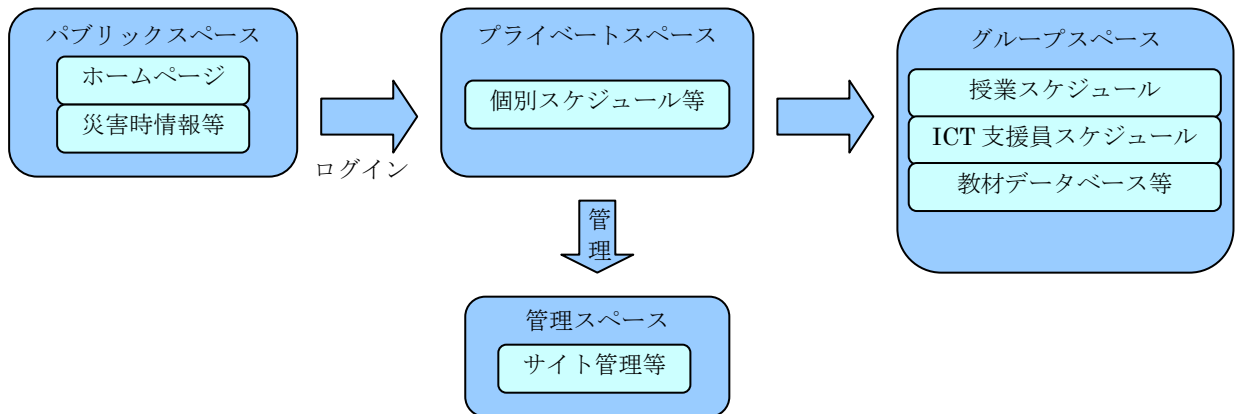 パブリックスペース
ホームページ
災害時情報等
ログイン
プライベートスペース
個別スケジュール等
グループスペース
授業スケジュール
ICT 支援員スケジュール
教材データベース等
管理
管理スペース
サイト管理等